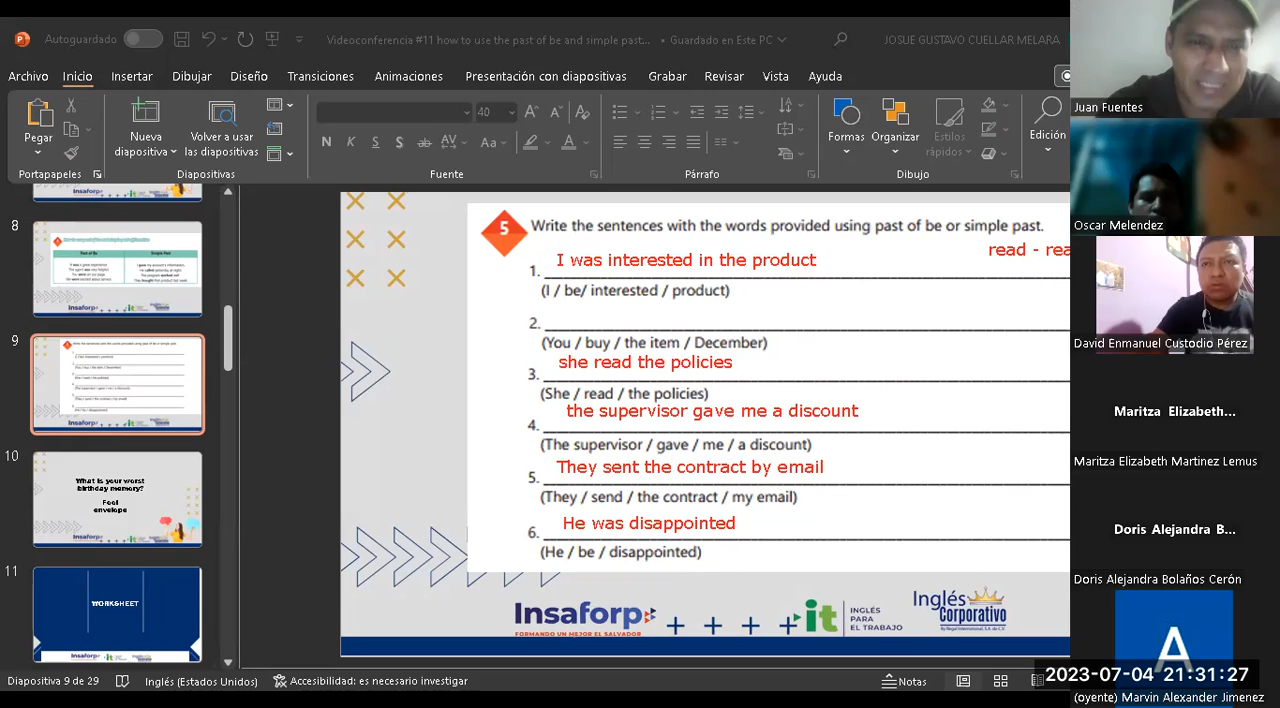 Autoguardado
Videoconferencia #11 how to use the past of be and simple past... • Guardado en Este PC
JOSUE GUSTAVO CUELLAR MELARA
Archivo Inicio Insertar Dibujar Diseño Transiciones Animaciones Presentación con diapositivas Grabar Revisar Vista Ayuda
Pegar
Nueva diapositiva
Volver a usar las diapositivas
40
N K S S ab AV Aa A
Formas
Organizar
Estilos rápidos
Edición
Portapapeles Diapositivas Fuente Párrafo Dibujo
Juan Fuentes
Oscar Melendez
David Enmanuel Custodio Pérez
Maritza Elizabeth...
Maritza Elizabeth Martinez Lemus
Doris Alejandra B...
Doris Alejandra Bolaños Cerón
A
2023-07-04 21:31:27
(oyente) Marvin Alexander Jimenez
8
Past of Be Simple Past
9
10
What is your worst
birthday memory?
Feel
envelope
11
WORKSHEET
5 Write the sentences with the words provided using past of be or simple past.
read - rea
I was interested in the product
1.
(I / be/ interested / product)
2.
(You / buy / the item / December)
she read the policies
3.
(She / read / the policies)
the supervisor gave me a discount
4.
(The supervisor / gave / me / a discount)
They sent the contract by email
5.
(They / send / the contract / my email)
He was disappointed
6.
(He / be / disappointed)
Insaforp
FORMANDO UN MEJOR EL SALVADOR
it
INGLÉS
PARA
EL TRABAJO
Inglés
Corporativo
Diapositiva 9 de 29 Inglés (Estados Unidos) Accesibilidad: es necesario investigar Notas